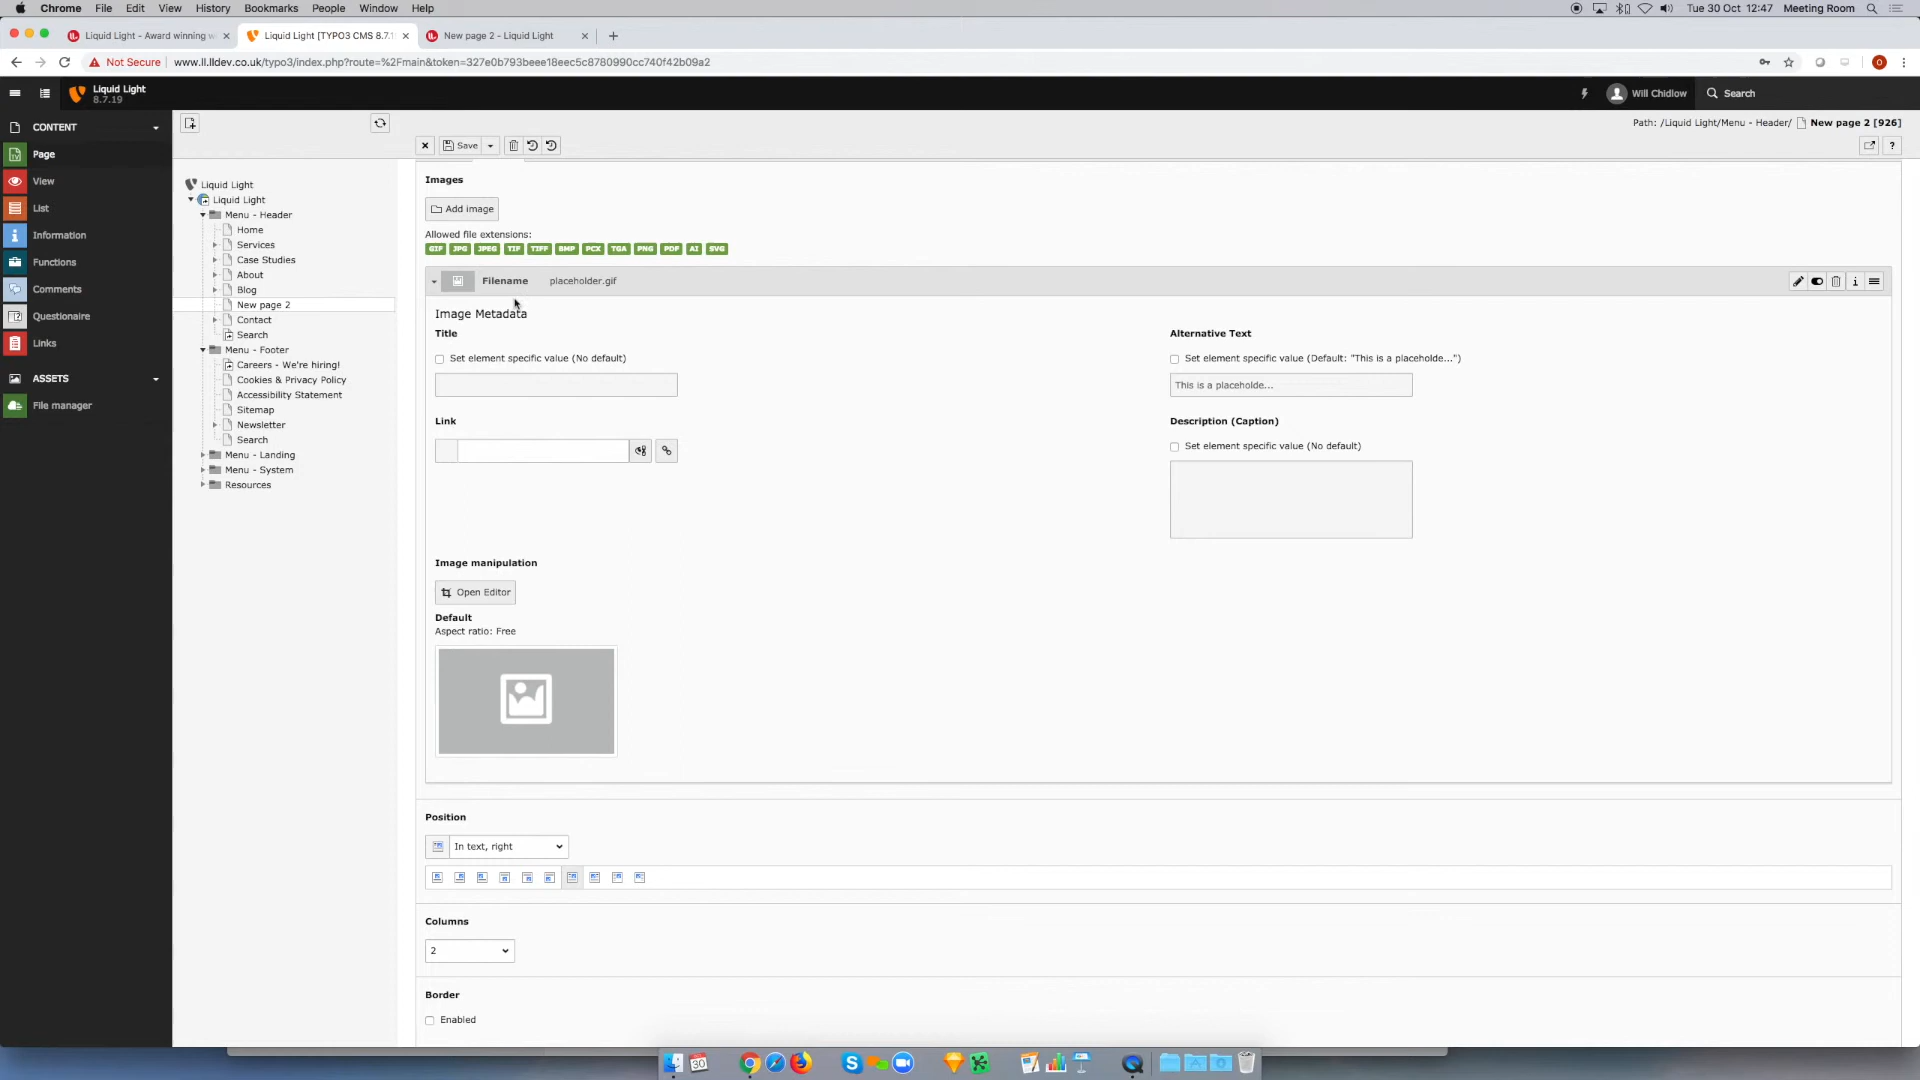 Chrome File Edit View History Bookmarks People Window Help Tue 30 Oct 12:47 Meeting Room
Liquid Light - Award winning w
Liquid Light [TYPO3 CMS 8.7.1
New page 2 - Liquid Light
Not Secure www.ll.lldev.co.uk/typo3/index.php?route=%2Fmain&token=327e0b793beee18eec5c8780990cc740f42b09a2
O
Liquid Light
8.7.19
Will Chidlow Search
Path: /Liquid Light/Menu - Header/ New page 2 [926]
Save
?
CONTENT
Page
View
List
Information
Functions
Comments
Questionaire
Links
ASSETS
File manager
Liquid Light
Liquid Light
Menu - Header
Home
Services
Case Studies
About
Blog
New page 2
Contact
Search
Menu - Footer
Careers - We're hiring!
Cookies & Privacy Policy
Accessibility Statement
Sitemap
Newsletter
Search
Menu - Landing
Menu - System
Resources
Images
Add image
Allowed file extensions:
GIF JPG JPEG TIF TIFF BMP PCX TGA PNG PDF AI SVG
Filename placeholder.gif
Image Metadata
Title
Set element specific value (No default)
Alternative Text
Set element specific value (Default: "This is a placeholde...")
This is a placeholde...
Link
Description (Caption)
Set element specific value (No default)
Image manipulation
Open Editor
Default
Aspect ratio: Free
Position
In text, right
Columns
2
Border
Enabled
30